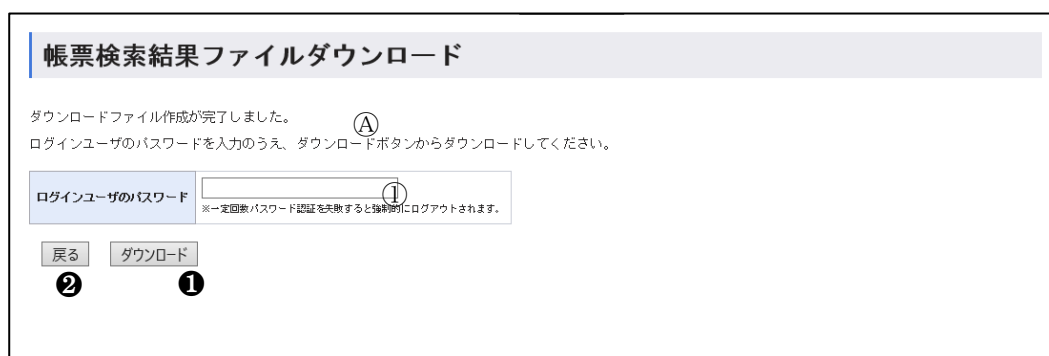 帳票検索結果ファイルダウンロード
ダウンロードファイル作成が完了しました。
Ⓐ
ログインユーザのパスワードを入力のうえ、ダウンロードボタンからダウンロードしてください。
ログインユーザのパスワード
①
※一定回数パスワード認証を失敗すると強制的にログアウトされます。
戻る ダウンロード
❷ ❶